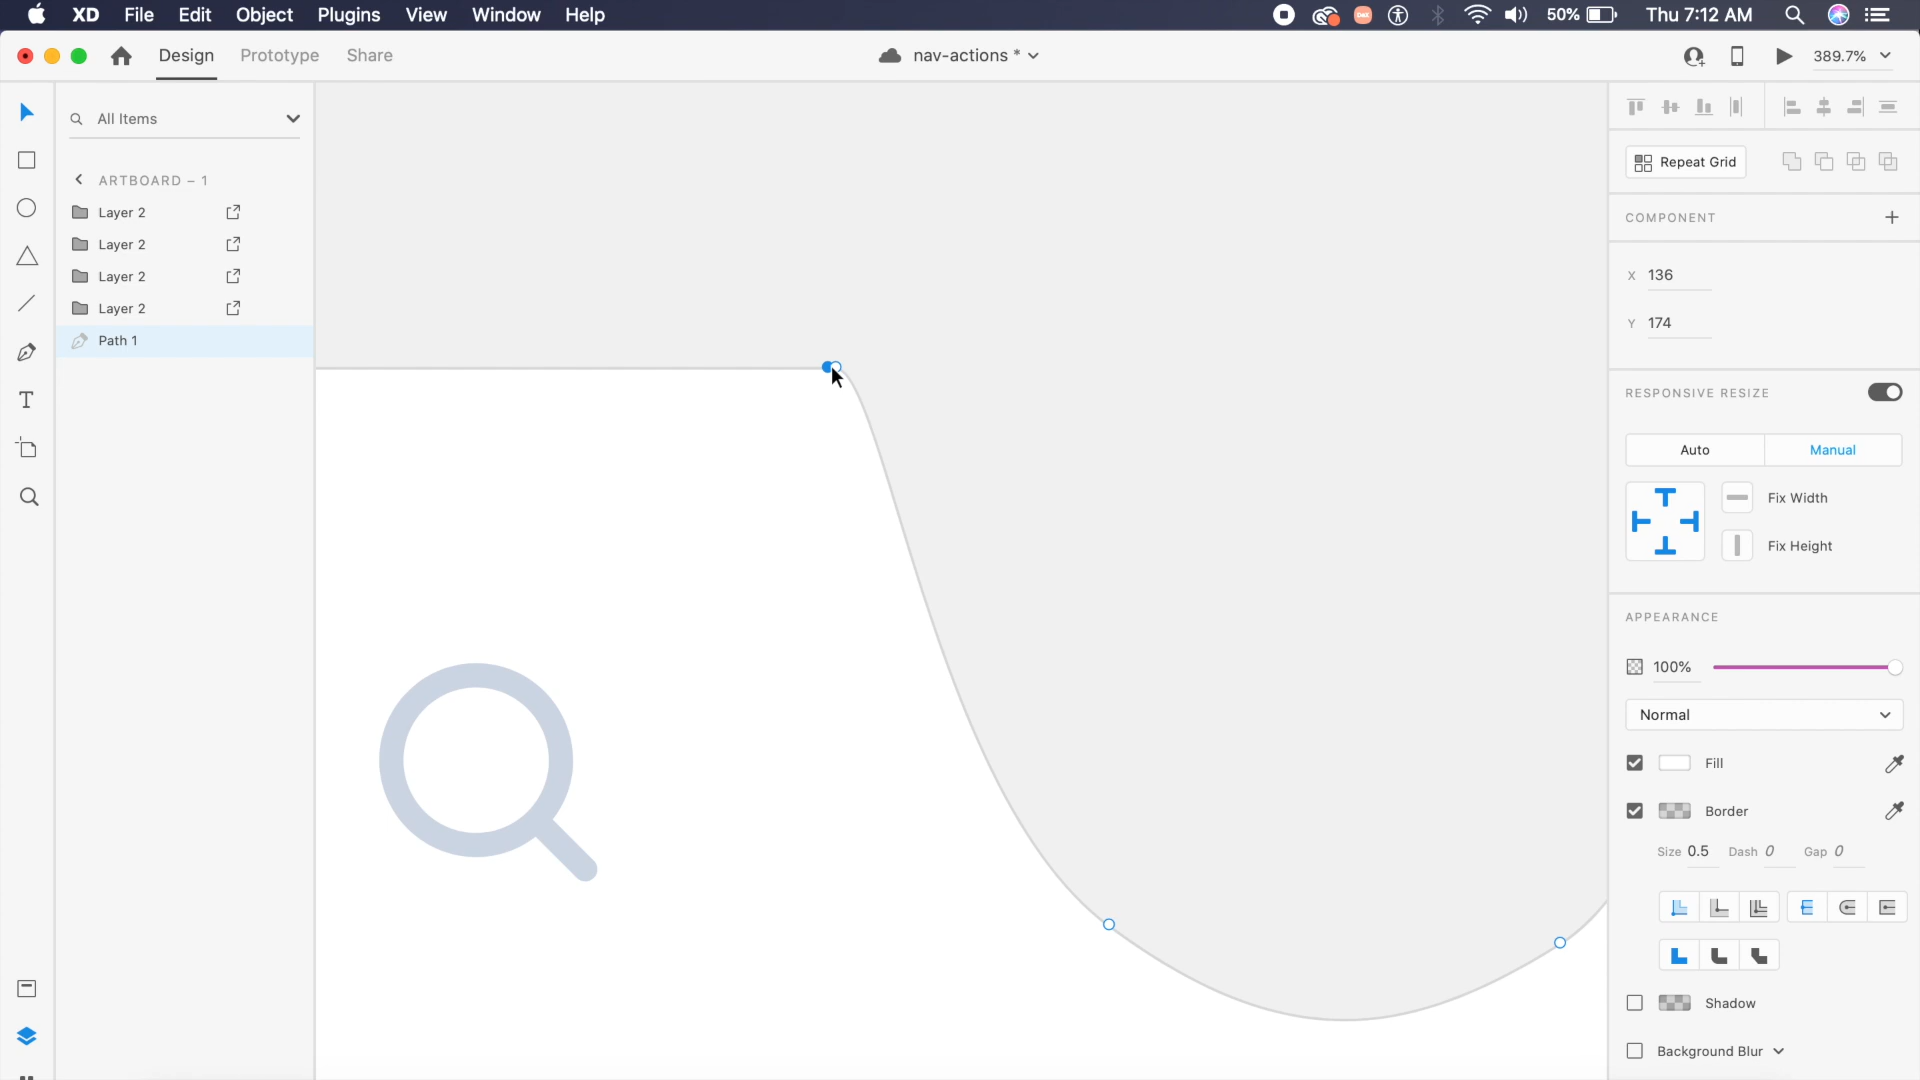 XD File Edit Object Plugins View Window Help 50% Thu 7:12 AM
Design Prototype Share nav-actions * 389.7%
All Items
ARTBOARD – 1
Layer 2
Layer 2
Layer 2
Layer 2
Path 1
T
Repeat Grid
COMPONENT
X 136
Y 174
RESPONSIVE RESIZE
Auto Manual
Fix Width
Fix Height
APPEARANCE
100%
Normal
Fill
Border
Size 0.5 Dash 0 Gap 0
Shadow
Background Blur